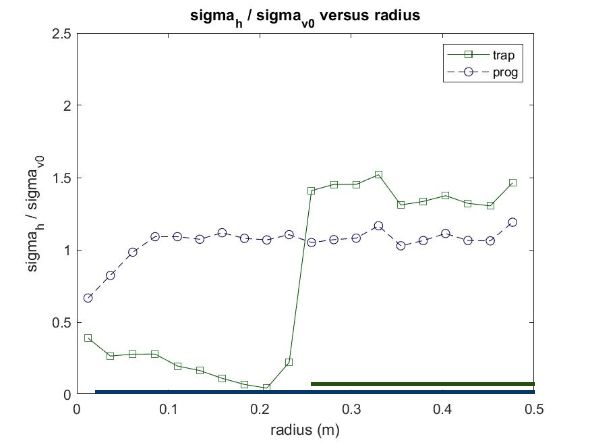 sigmah / sigmav0 versus radius
trap
prog
sigmah / sigmav0
2.5
2
1.5
1
0.5
0
0 0.1 0.2 0.3 0.4 0.5
radius (m)